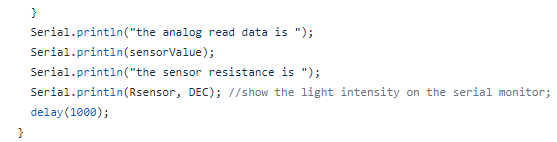 }
Serial.println("the analog read data is ");
Serial.println(sensorValue);
Serial.println("the sensor resistance is ");
Serial.println(Rsensor, DEC); //show the light intensity on the serial monitor;
delay(1000);
}